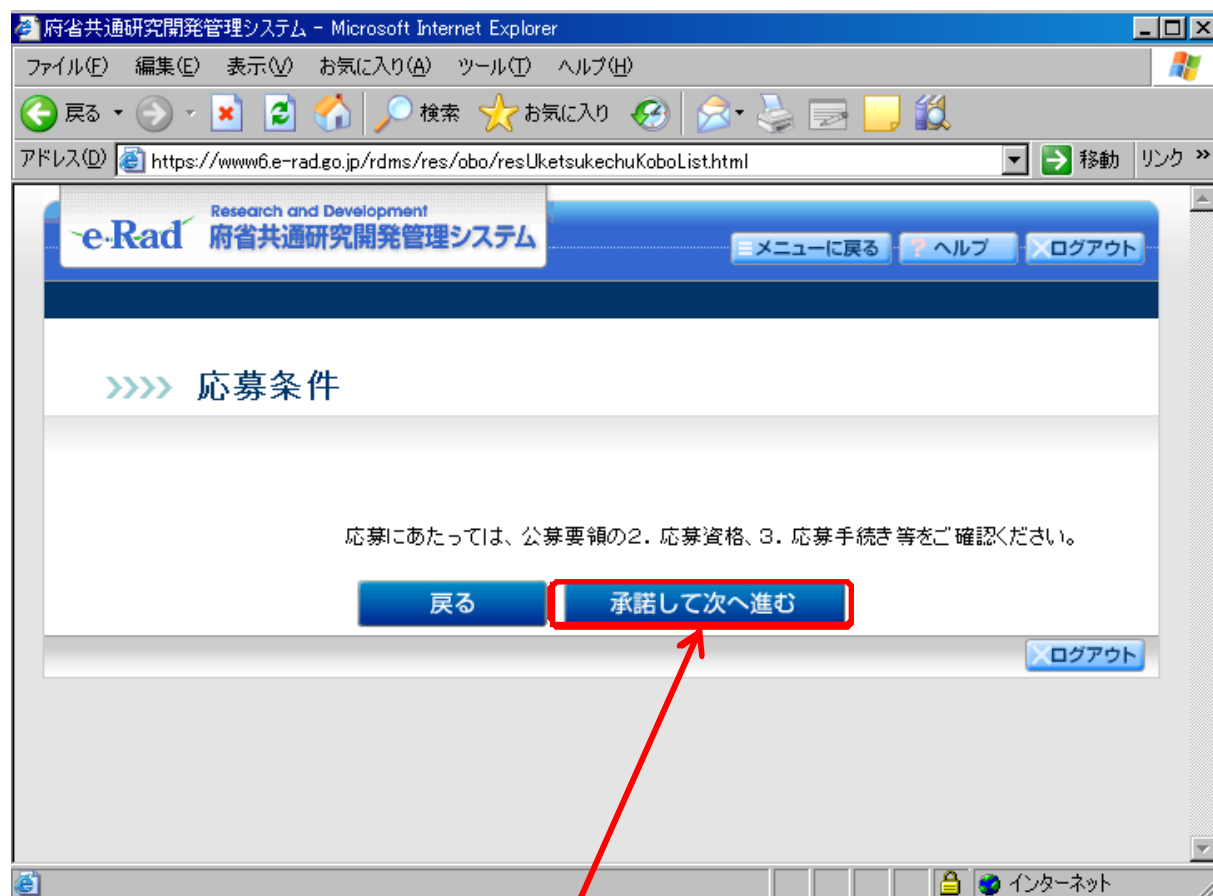 府省共通研究開発管理システム - Microsoft Internet Explorer
ファイル(F) 編集(E) 表示(V) お気に入り(A) ツール(T) ヘルプ(H)
戻る 検索 お気に入り
アドレス(D) https://www6.e-rad.go.jp/rdms/res/obo/resUketsukechuKoboList.html 移動 リンク »
e-Rad Research and Development
府省共通研究開発管理システム
メニューに戻る ? ヘルプ ログアウト
>>>> 応募条件
応募にあたっては、公募要領の2. 応募資格、3. 応募手続き等をご確認ください。
戻る 承諾して次へ進む
ログアウト
インターネット